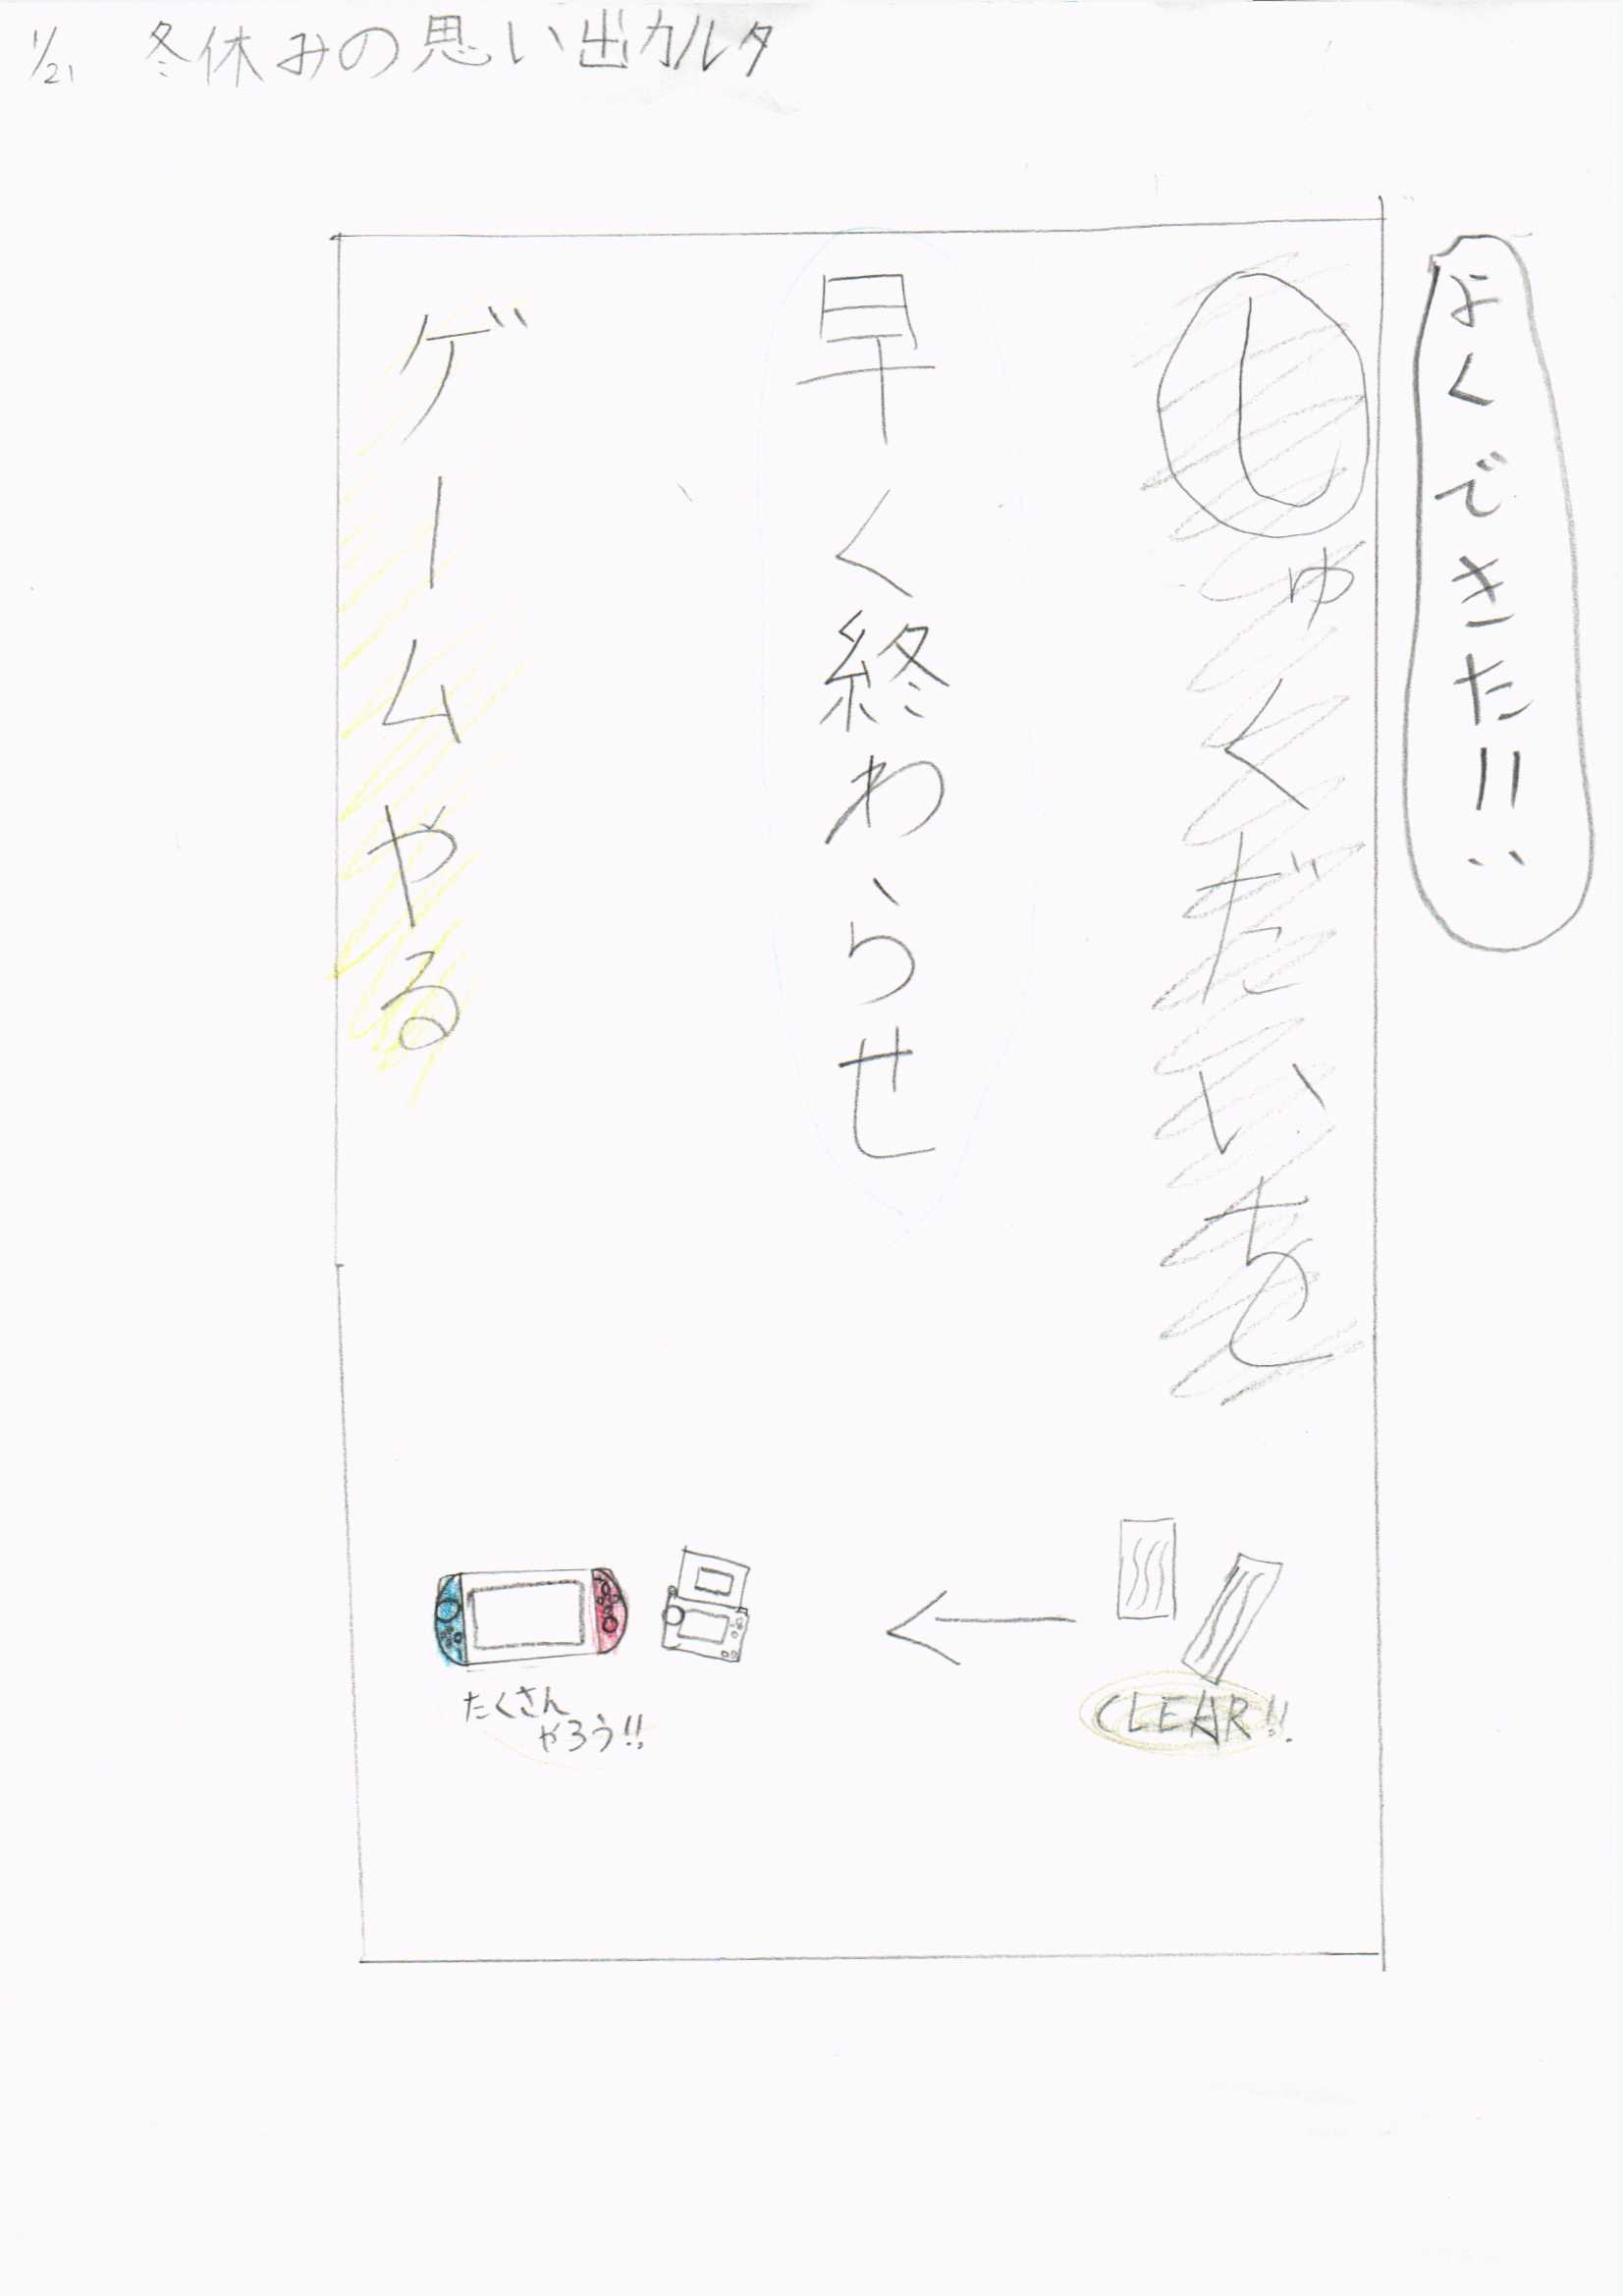 1/21 冬休みの思い出カルタ
よくできた!!
しゅくだいを
早く終わらせ
ゲームやる
CLEAR!!
たくさん
やろう!!